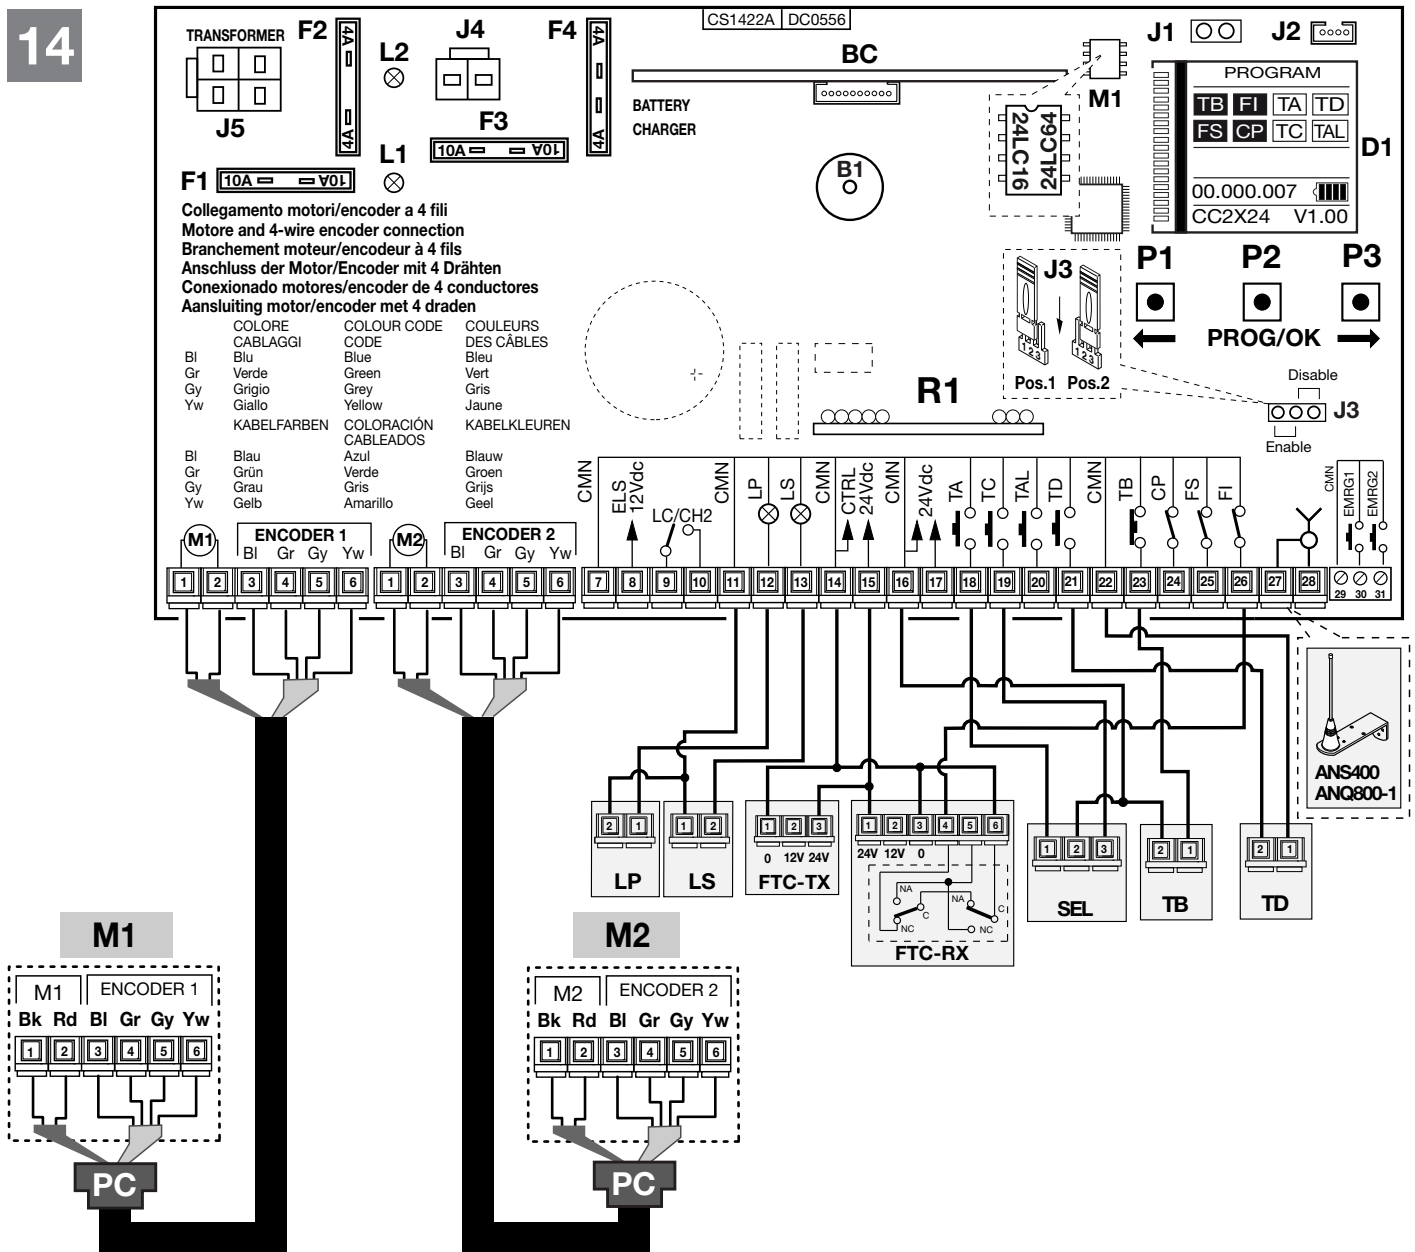 14
CS1422A DC0556
TRANSFORMER
J5
F2
4A 4A
L2
J4
F4
4A 4A
BC
BATTERY
CHARGER
M1
J1
J2
PROGRAM
TB FI TA TD
FS CP TC TAL
00.000.007
CC2X24 V1.00
D1
F3
10A 10A
L1
F1
10A 10A
B1
24LC16
24LC64
Collegamento motori/encoder a 4 fili
Motore and 4-wire encoder connection
Branchement moteur/encodeur à 4 fils
Anschluss der Motor/Encoder mit 4 Drähten
Conexionado motores/encoder de 4 conductores
Aansluiting motor/encoder met 4 draden
COLORE COLOUR CODE COULEURS
CABLAGGI CODE DES CÂBLES
Bl Blu Blue Bleu
Gr Verde Green Vert
Gy Grigio Grey Gris
Yw Giallo Yellow Jaune
KABELFARBEN COLORACIÓN KABELKLEUREN
CABLEADOS
Bl Blau Azul Blauw
Gr Grün Verde Groen
Gy Grau Gris Grijs
Yw Gelb Amarillo Geel
J3
1 2 3 1 2 3
Pos.1 Pos.2
P1 P2 P3
PROG/OK
Disable
J3
Enable
R1
M1 ENCODER 1
Bl Gr Gy Yw
M2 ENCODER 2
Bl Gr Gy Yw
CMN
ELS
12Vdc
LC/CH2
CMN
LP
LS
CMN
CTRL
24Vdc
CMN
24Vdc
TA
TC
TAL
TD
CMN
TB
CP
FS
FI
CMN
EMRG1
EMRG2
1 2 3 4 5 6 1 2 3 4 5 6 7 8 9 10 11 12 13 14 15 16 17 18 19 20 21 22 23 24 25 26 27 28 29 30 31
ANS400
ANQ800-1
2 1
LP
1 2
LS
1 2 3
0 12V 24V
FTC-TX
1 2 3 4 5 6
24V 12V 0
NA C NC
NA C NC
FTC-RX
1 2 3
SEL
2 1
TB
2 1
TD
M1
M1 ENCODER 1
Bk Rd Bl Gr Gy Yw
1 2 3 4 5 6
PC
M2
M2 ENCODER 2
Bk Rd Bl Gr Gy Yw
1 2 3 4 5 6
PC